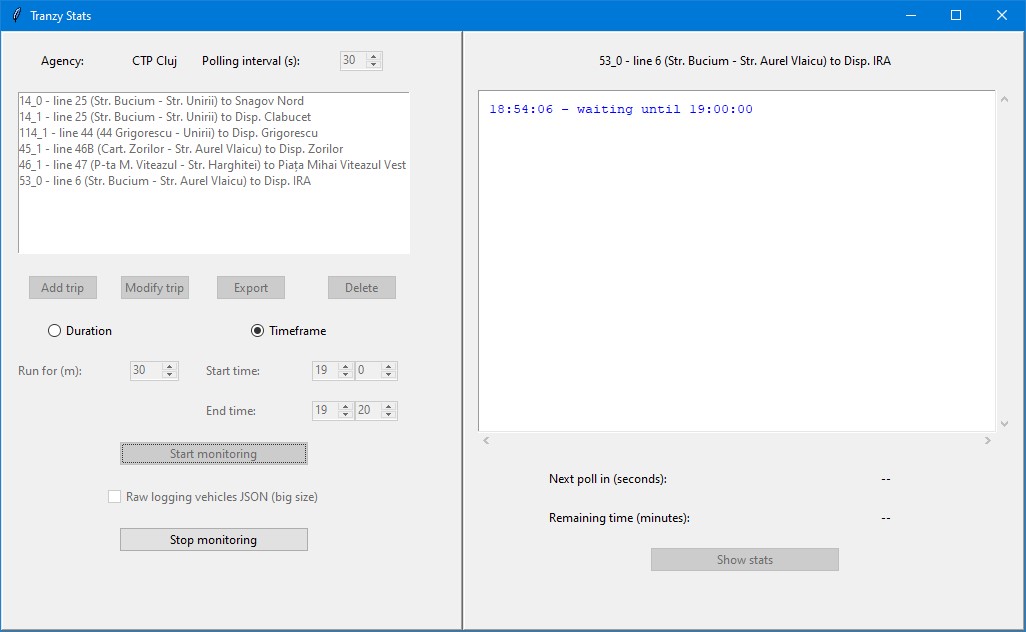 Tranzy Stats
Agency: CTP Cluj Polling interval (s): 30
14_0 - line 25 (Str. Bucium - Str. Unirii) to Snagov Nord
14_1 - line 25 (Str. Bucium - Str. Unirii) to Disp. Clabucet
114_1 - line 44 (44 Grigorescu - Unirii) to Disp. Grigorescu
45_1 - line 46B (Cart. Zorilor - Str. Aurel Vlaicu) to Disp. Zorilor
46_1 - line 47 (P-ta M. Viteazul - Str. Harghitei) to Piața Mihai Viteazul Vest
53_0 - line 6 (Str. Bucium - Str. Aurel Vlaicu) to Disp. IRA
Add trip Modify trip Export Delete
Duration Timeframe
Run for (m): 30 Start time: 19 0
End time: 19 20
Start monitoring
Raw logging vehicles JSON (big size)
Stop monitoring
53_0 - line 6 (Str. Bucium - Str. Aurel Vlaicu) to Disp. IRA
18:54:06 - waiting until 19:00:00
Next poll in (seconds): --
Remaining time (minutes): --
Show stats